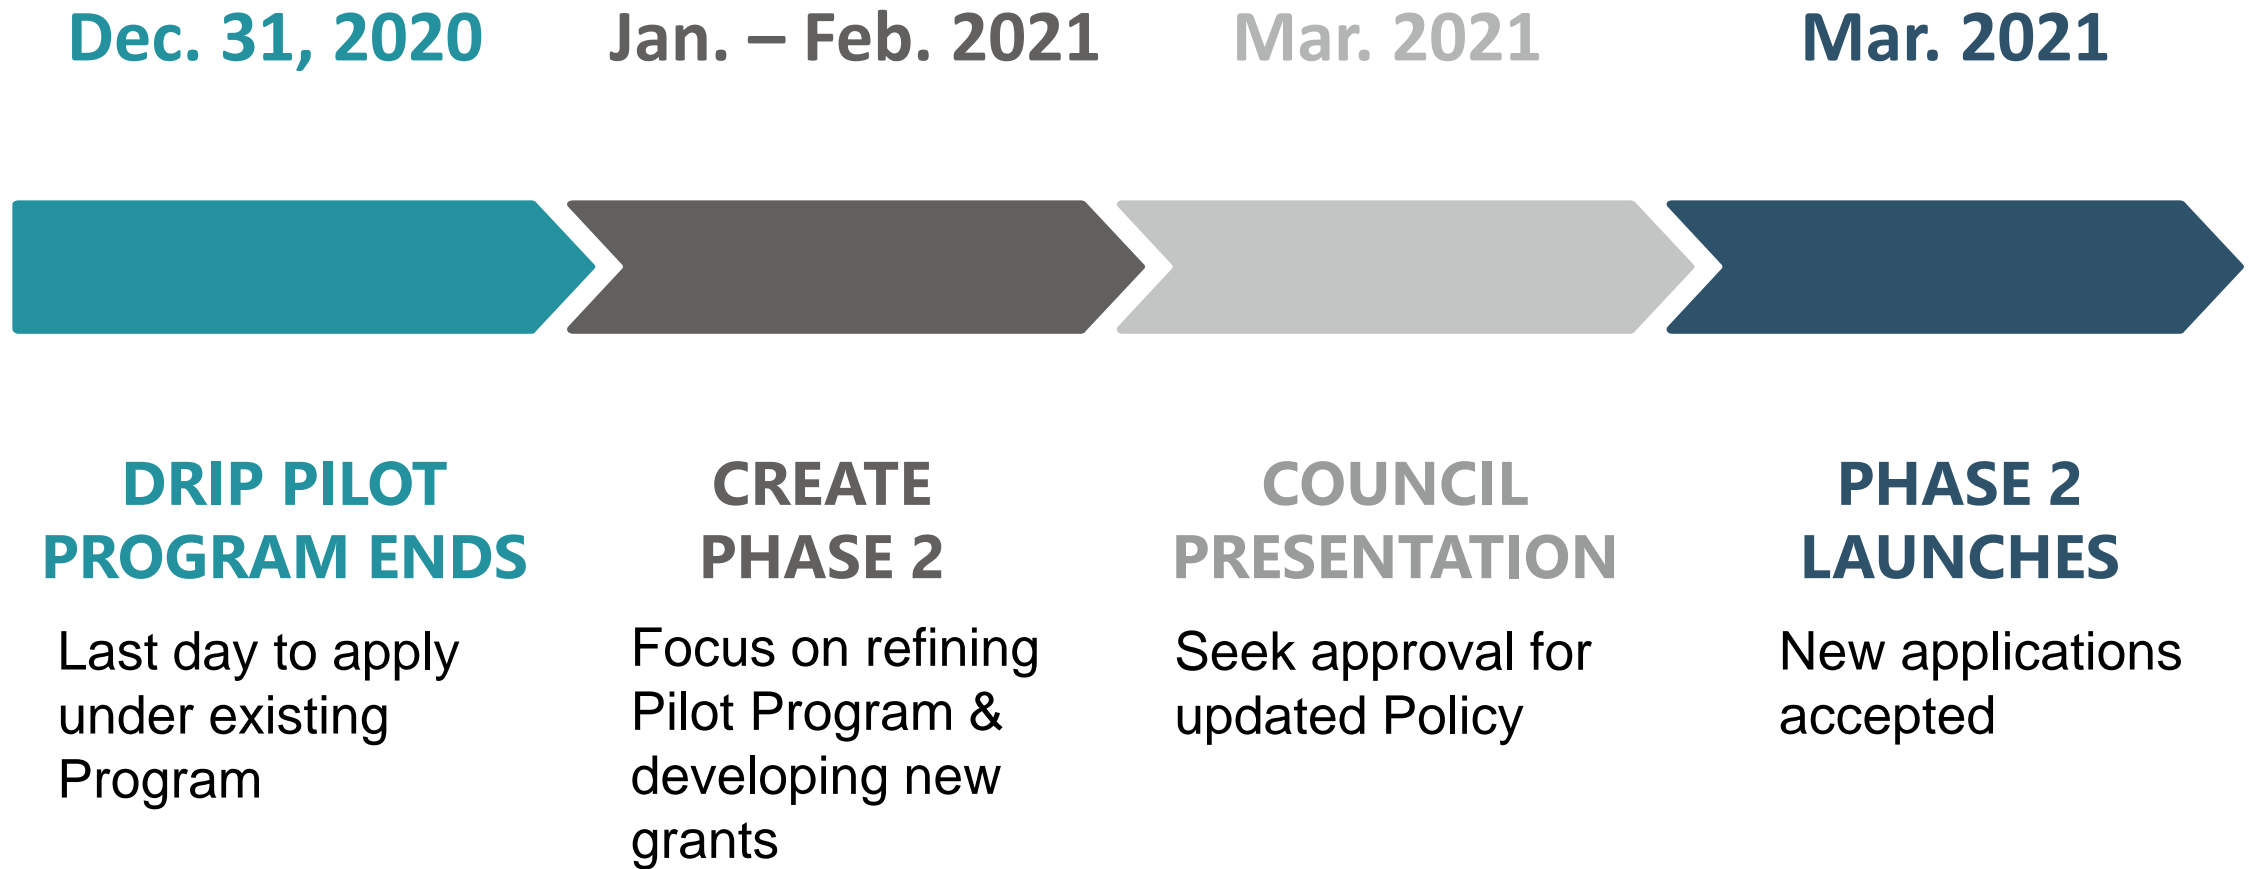 Dec. 31, 2020
Jan. – Feb. 2021
Mar. 2021
Mar. 2021
DRIP PILOT
PROGRAM ENDS
Last day to apply
under existing
Program
CREATE
PHASE 2
Focus on refining
Pilot Program &
developing new
grants
COUNCIL
PRESENTATION
Seek approval for
updated Policy
PHASE 2
LAUNCHES
New applications
accepted